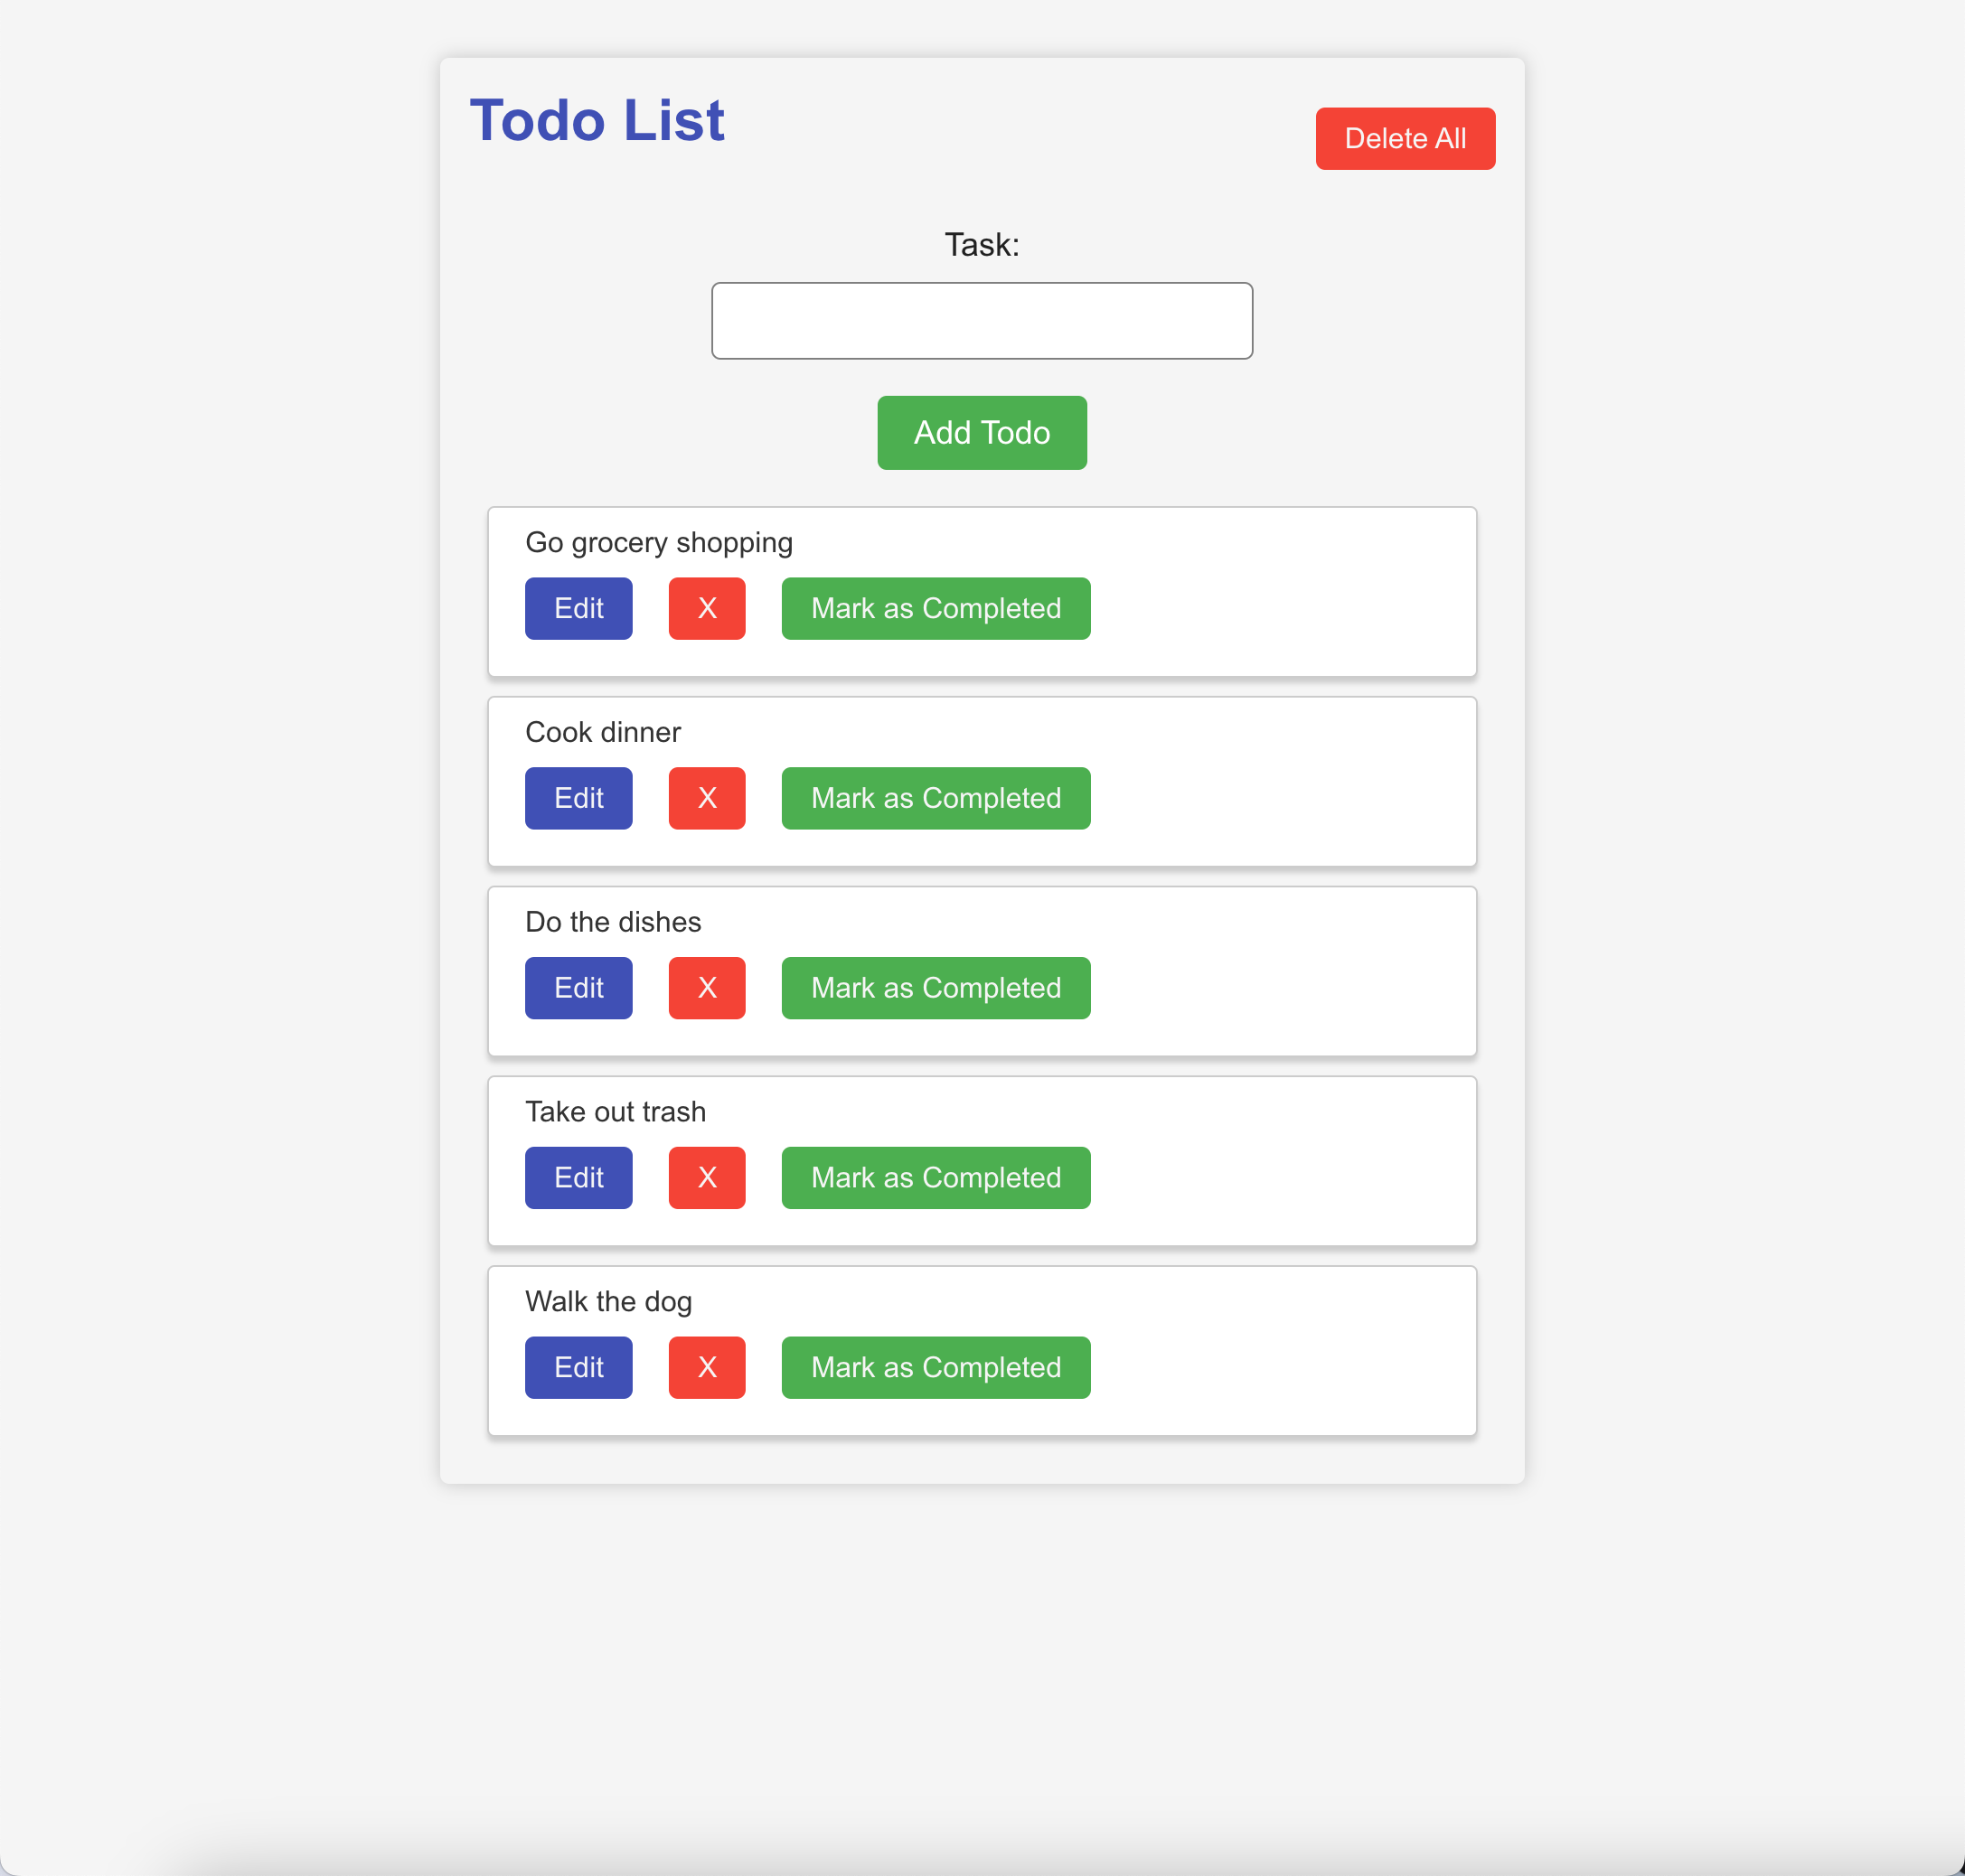 Todo List
Delete All
Task:
Add Todo
Go grocery shopping
Edit X Mark as Completed
Cook dinner
Edit X Mark as Completed
Do the dishes
Edit X Mark as Completed
Take out trash
Edit X Mark as Completed
Walk the dog
Edit X Mark as Completed